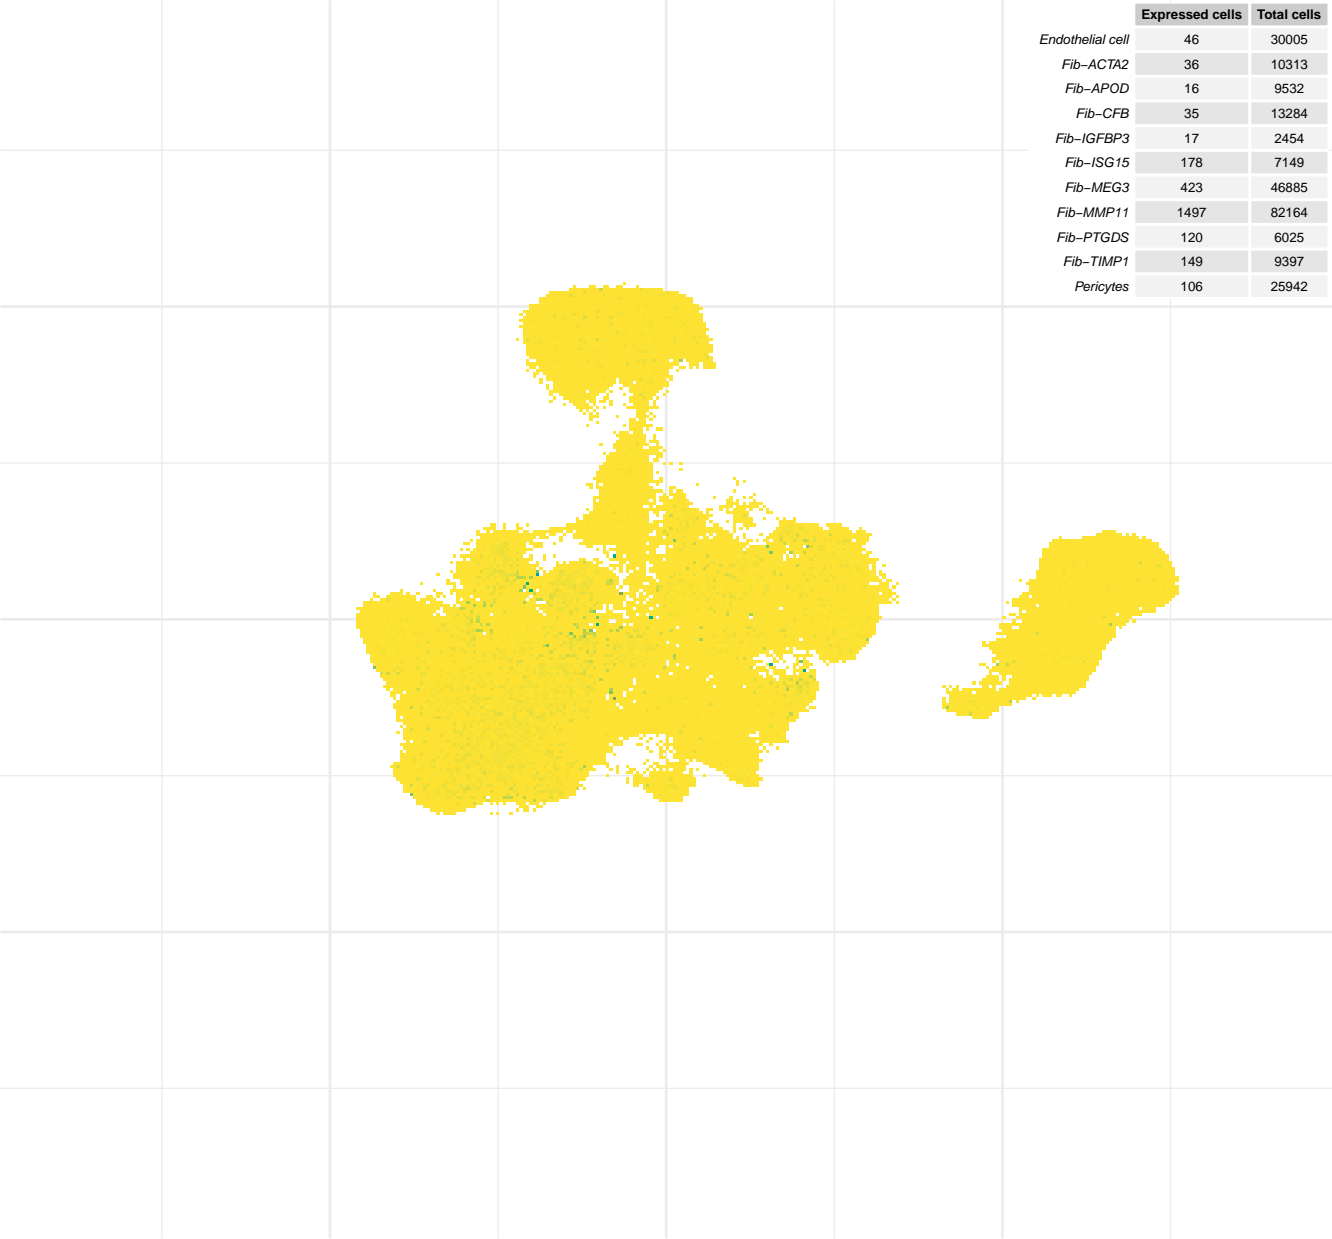 Expressed cells Total cells
Endothelial cell 46 30005
Fib−ACTA2 36 10313
Fib−APOD 16 9532
Fib−CFB 35 13284
Fib−IGFBP3 17 2454
Fib−ISG15 178 7149
Fib−MEG3 423 46885
Fib−MMP11 1497 82164
Fib−PTGDS 120 6025
Fib−TIMP1 149 9397
Pericytes 106 25942